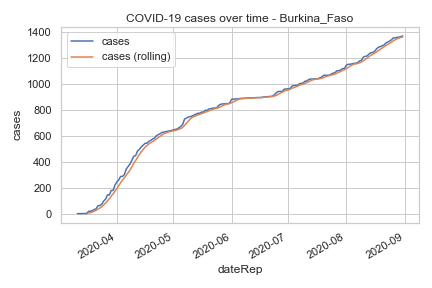 COVID-19 cases over time - Burkina_Faso
cases
cases (rolling)
cases
1400
1200
1000
800
600
400
200
0
2020-04
2020-05
2020-06
2020-07
2020-08
2020-09
dateRep